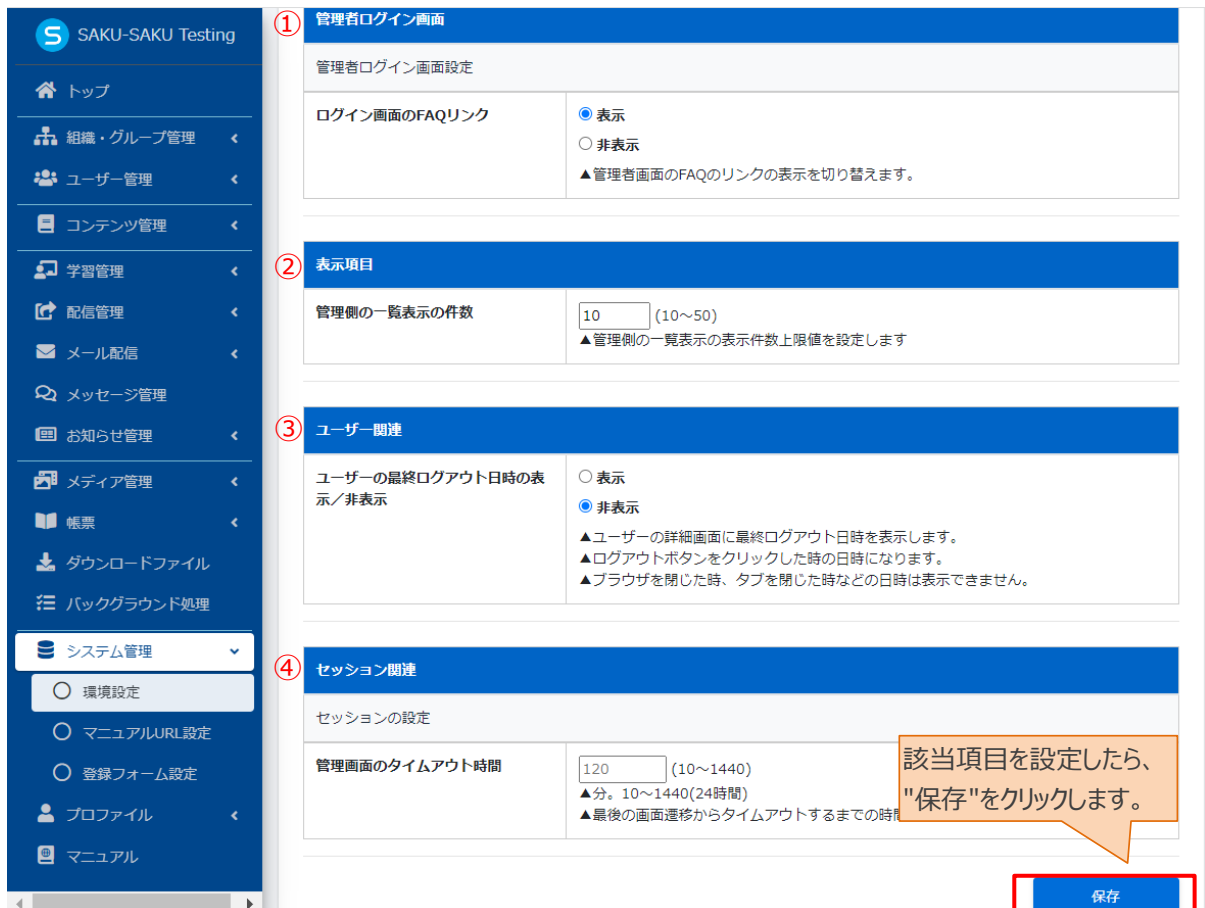 SAKU-SAKU Testing
トップ
組織・グループ管理
ユーザー管理
コンテンツ管理
学習管理
配信管理
メール配信
メッセージ管理
お知らせ管理
メディア管理
帳票
ダウンロードファイル
バックグラウンド処理
システム管理
環境設定
マニュアルURL設定
登録フォーム設定
プロファイル
マニュアル
① 管理者ログイン画面
管理者ログイン画面設定
ログイン画面のFAQリンク
表示
非表示
▲管理者画面のFAQのリンクの表示を切り替えます。
② 表示項目
管理側の一覧表示の件数
10 (10～50)
▲管理側の一覧表示の表示件数上限値を設定します
③ ユーザー関連
ユーザーの最終ログアウト日時の表
示／非表示
表示
非表示
▲ユーザーの詳細画面に最終ログアウト日時を表示します。
▲ログアウトボタンをクリックした時の日時になります。
▲ブラウザを閉じた時、タブを閉じた時などの日時は表示できません。
④ セッション関連
セッションの設定
管理画面のタイムアウト時間
120 (10～1440)
▲分。10～1440(24時間)
▲最後の画面遷移からタイムアウトするまでの時
該当項目を設定したら、
"保存"をクリックします。
保存